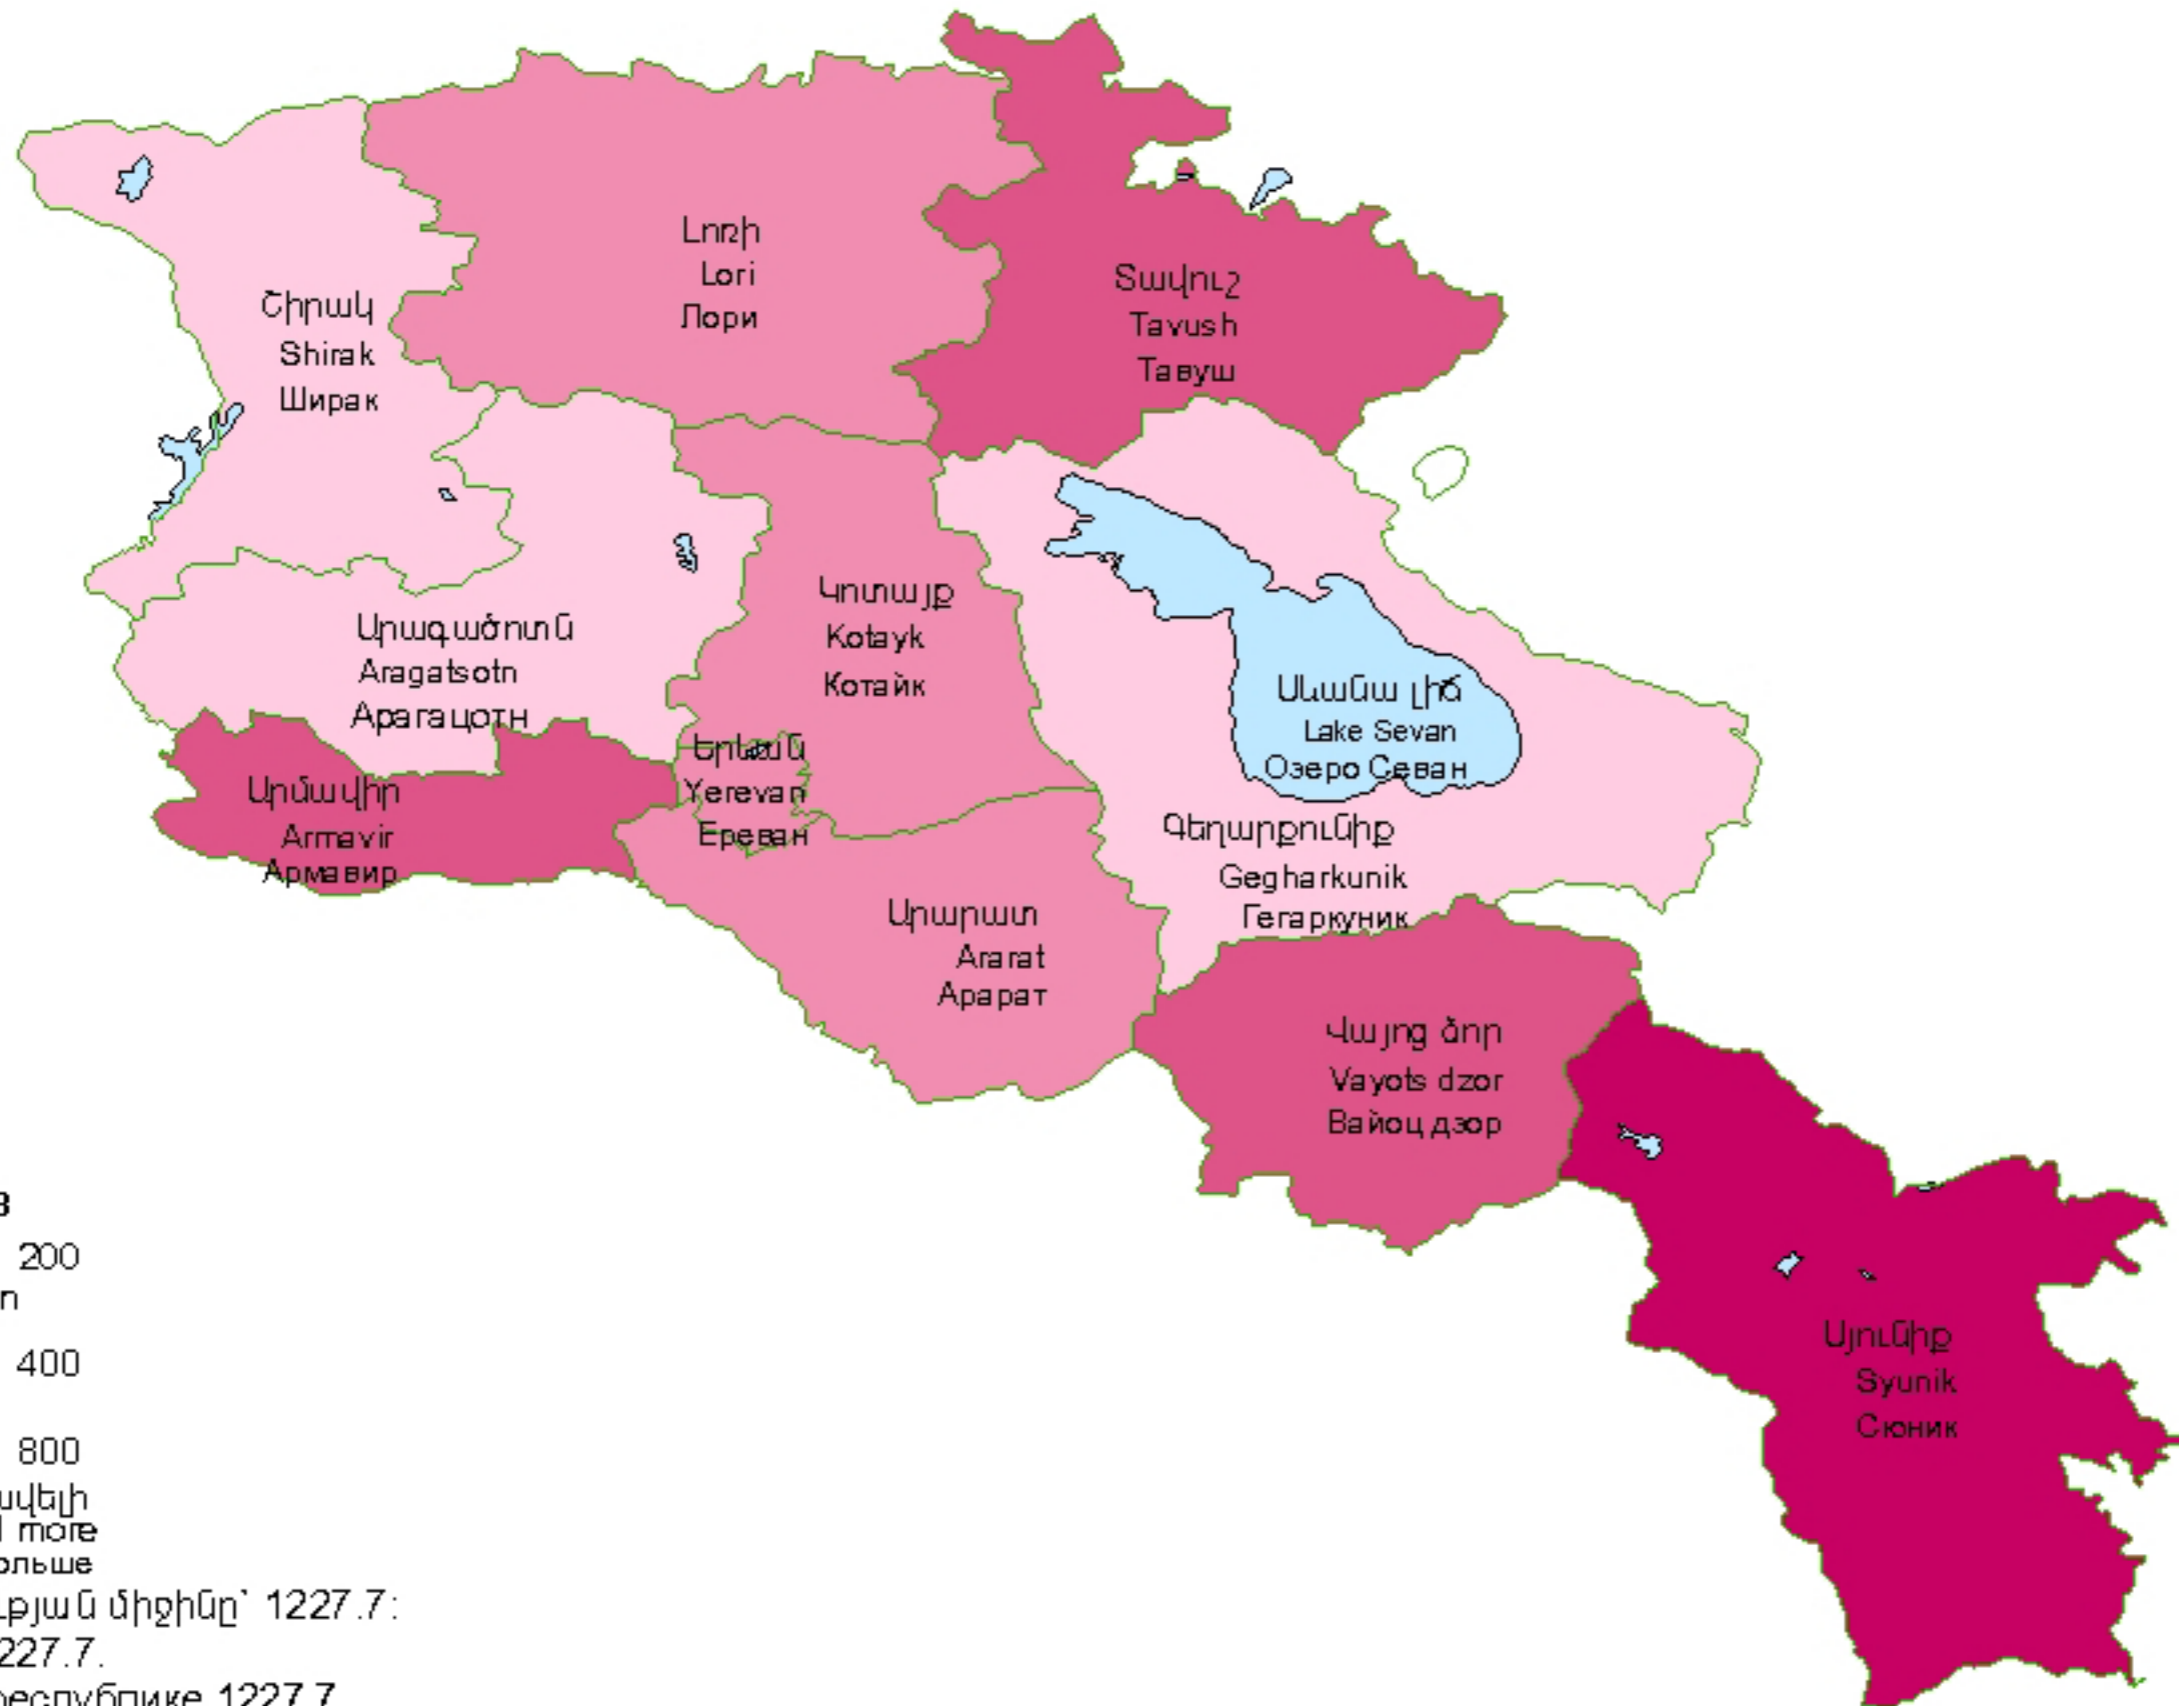 Լոռի
Lori
Лори
Տավուշ
Tavush
Тавуш
Շիրակ
Shirak
Ширак
Կոտայք
Kotayk
Котайк
Արագածոտն
Aragatsotn
Арагацотн
Սևանա լիճ
Lake Sevan
Озеро Севан
Երևան
Yerevan
Ереван
Արմավիր
Armavir
Армавир
Գեղարքունիք
Gegharkunik
Гегаркуник
Արարատ
Ararat
Арарат
Վայոց ձոր
Vayots dzor
Вайоц дзор
Սյունիք
Syunik
Сюник
200
400
800
more
միջինը՝ 1227.7:
227.7.
1227.7